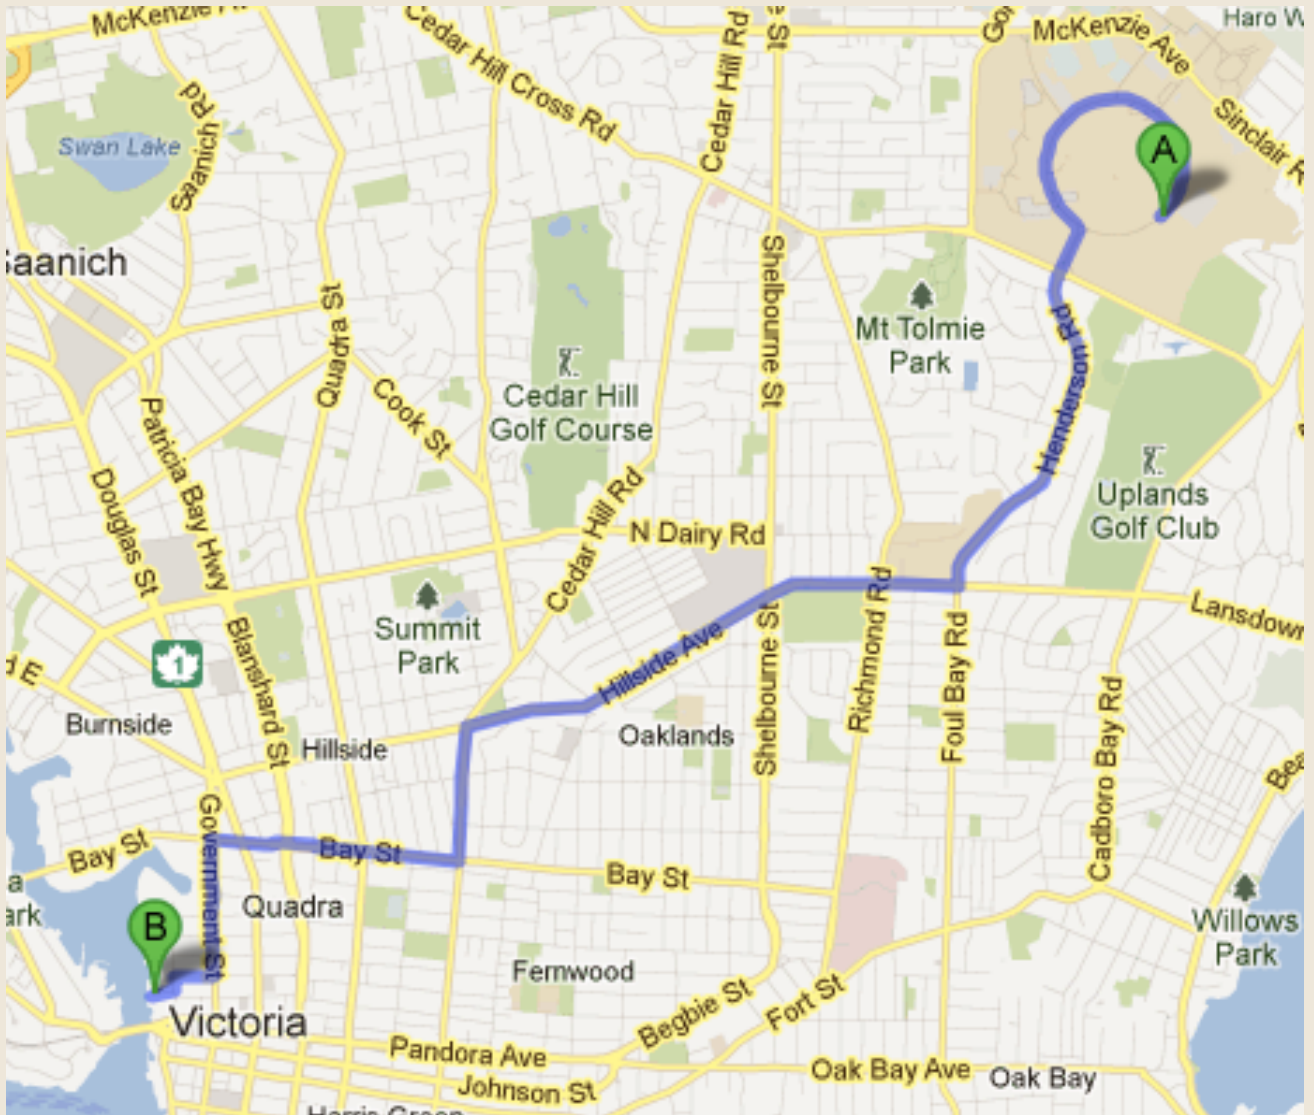 McKenzie
Cedar Hill Cross Rd
Cedar Hill Rd
McKenzie Ave
Haro
Sinclair
Saanich Rd
Swan Lake
A
Saanich
Quadra St
Shelbourne St
Mt Tolmie
Park
Henderson Rd
Cedar Hill
Golf Course
Cook St
Patricia Bay Hwy
Douglas St
Uplands
Golf Club
N Dairy Rd
Cedar Hill Rd
Summit
Park
1
Blanshard St
Richmond Rd
Foul Bay Rd
Lansdown
Hillside Ave
Shelbourne St
Cadboro Bay Rd
Burnside
Hillside
Oaklands
Government St
Bay St
Bay St
Bay St
B
Quadra
Willows
Park
Fernwood
Victoria
Begbie St
Fort St
Pandora Ave
Johnson St
Oak Bay Ave
Oak Bay